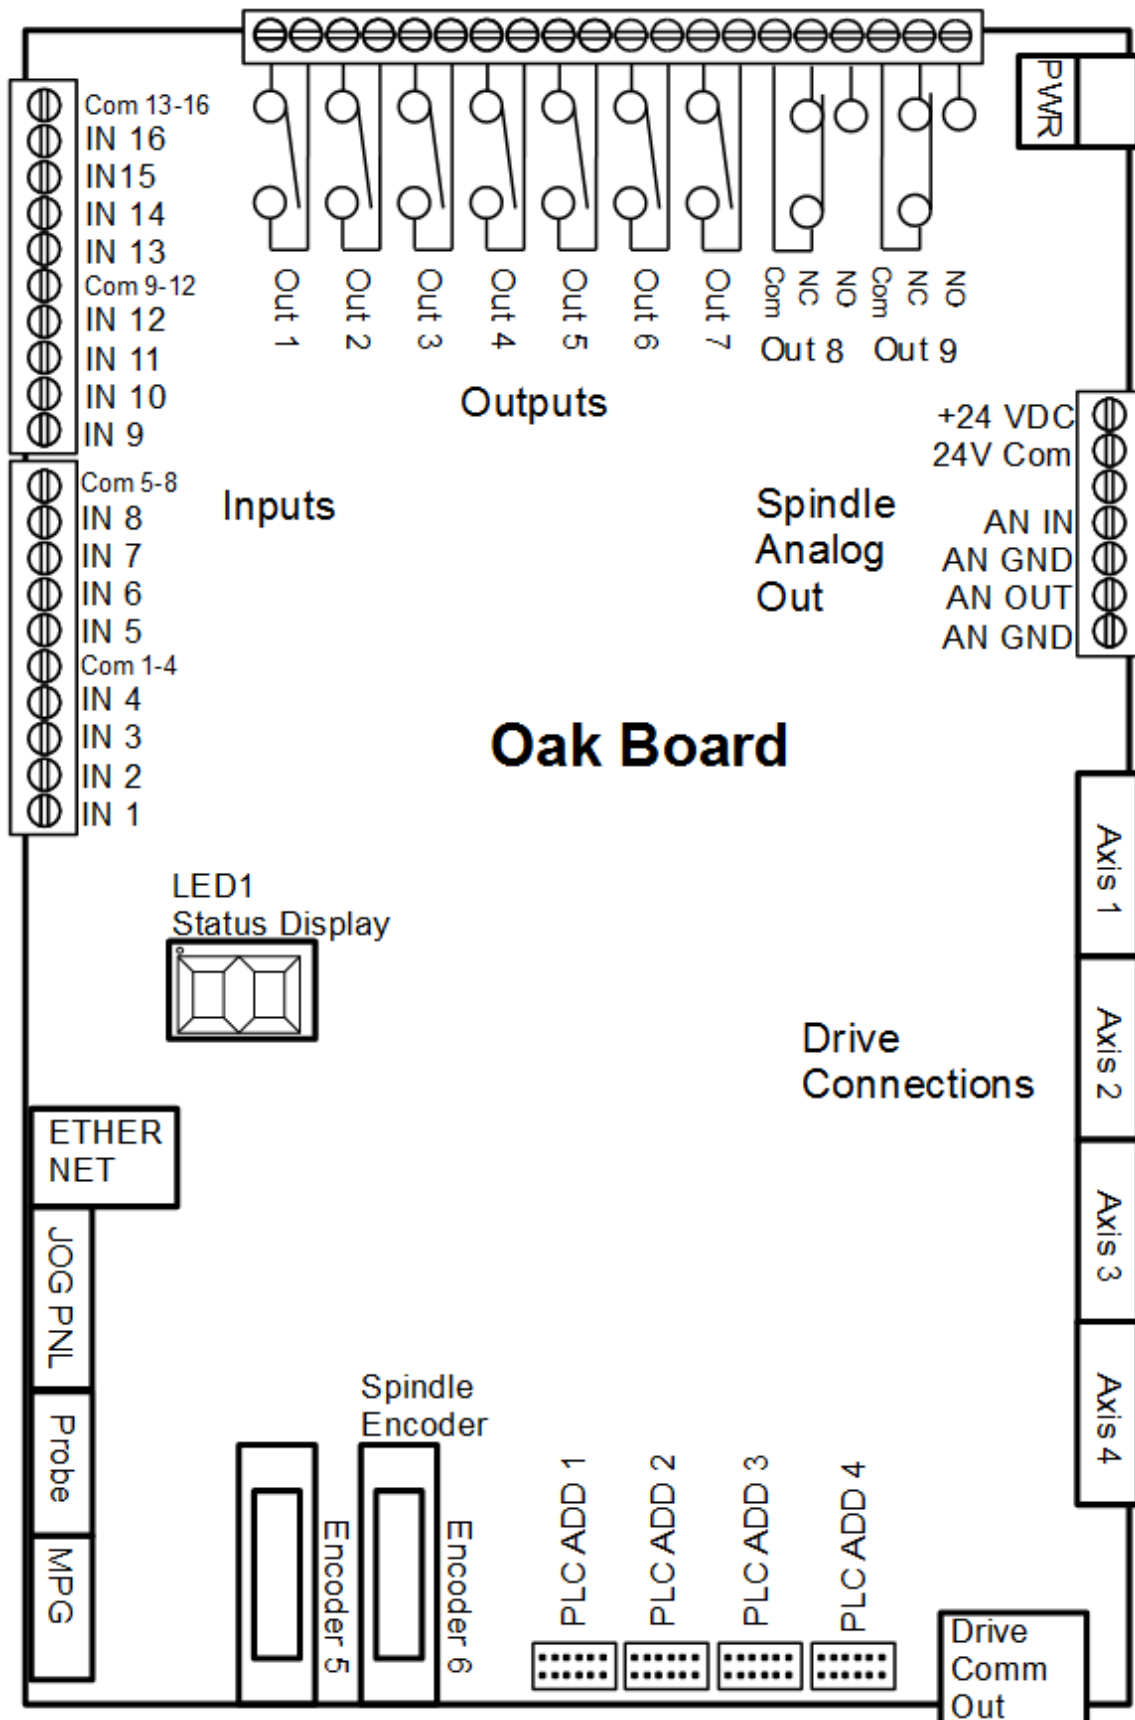 PWR
Com 13-16
IN 16
IN15
IN 14
IN 13
Com 9-12
IN 12
IN 11
IN 10
IN 9
Com 5-8
IN 8
IN 7
IN 6
IN 5
Com 1-4
IN 4
IN 3
IN 2
IN 1
Inputs
Out 1
Out 2
Out 3
Out 4
Out 5
Out 6
Out 7
Com
NC
NO
Out 8
Com
NC
NO
Out 9
Outputs
+24 VDC
24V Com
AN IN
AN GND
AN OUT
AN GND
Spindle
Analog
Out
Oak Board
LED1
Status Display
Axis 1
Axis 2
Axis 3
Axis 4
Drive
Connections
ETHER
NET
JOG PNL
Probe
MPG
Spindle
Encoder
Encoder 5
Encoder 6
PLC ADD 1
PLC ADD 2
PLC ADD 3
PLC ADD 4
Drive
Comm
Out